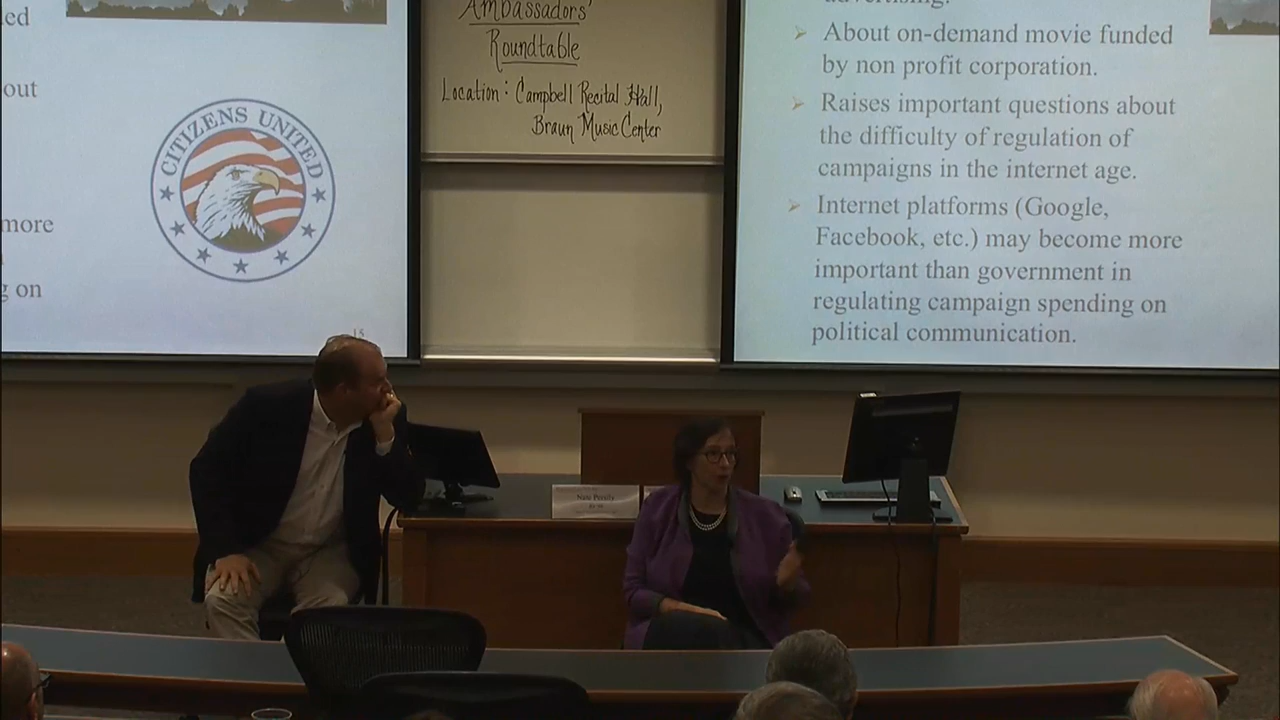 ed
out
more
g on
CITIZENS UNITED
15
Ambassadors'
Roundtable
Location: Campbell Recital Hall,
Braun Music Center
advertising.
➢ About on-demand movie funded
by non profit corporation.
➢ Raises important questions about
the difficulty of regulation of
campaigns in the internet age.
➢ Internet platforms (Google,
Facebook, etc.) may become more
important than government in
regulating campaign spending on
political communication.
Nate Persily